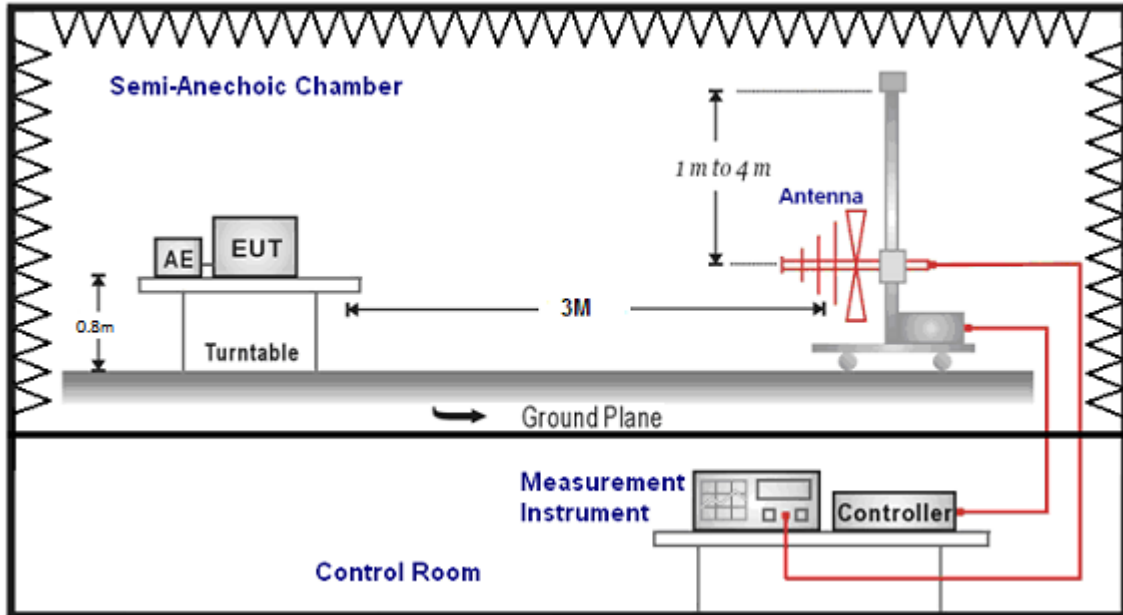 Semi-Anechoic Chamber
1 m to 4 m
Antenna
AE
EUT
0.8m
3M
Turntable
Ground Plane
Measurement
Instrument
Controller
Control Room